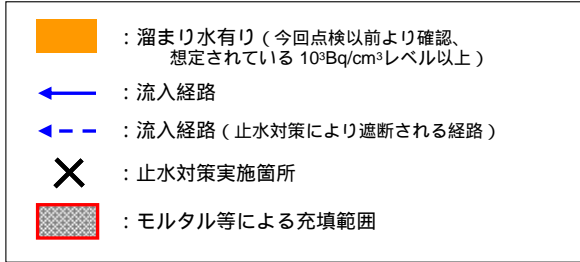 ：溜まり水有り（今回点検以前より確認、
想定されている 10³Bq/cm³レベル以上）
：流入経路
：流入経路（止水対策により遮断される経路）
：止水対策実施箇所
：モルタル等による充填範囲